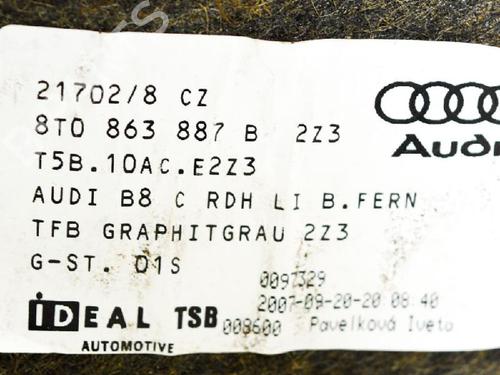 21702/8 CZ
8T0 863 887 B 2Z3
Audi
T5B.10AC.E2Z3
AUDI B8 C RDH LI B.FERN
TFB GRAPHITGRAU 2Z3
G-ST. 01S
0097329
2007-09-20-20:08:40
iDEAL TSB 008600 Pavelková Iveta
AUTOMOTIVE